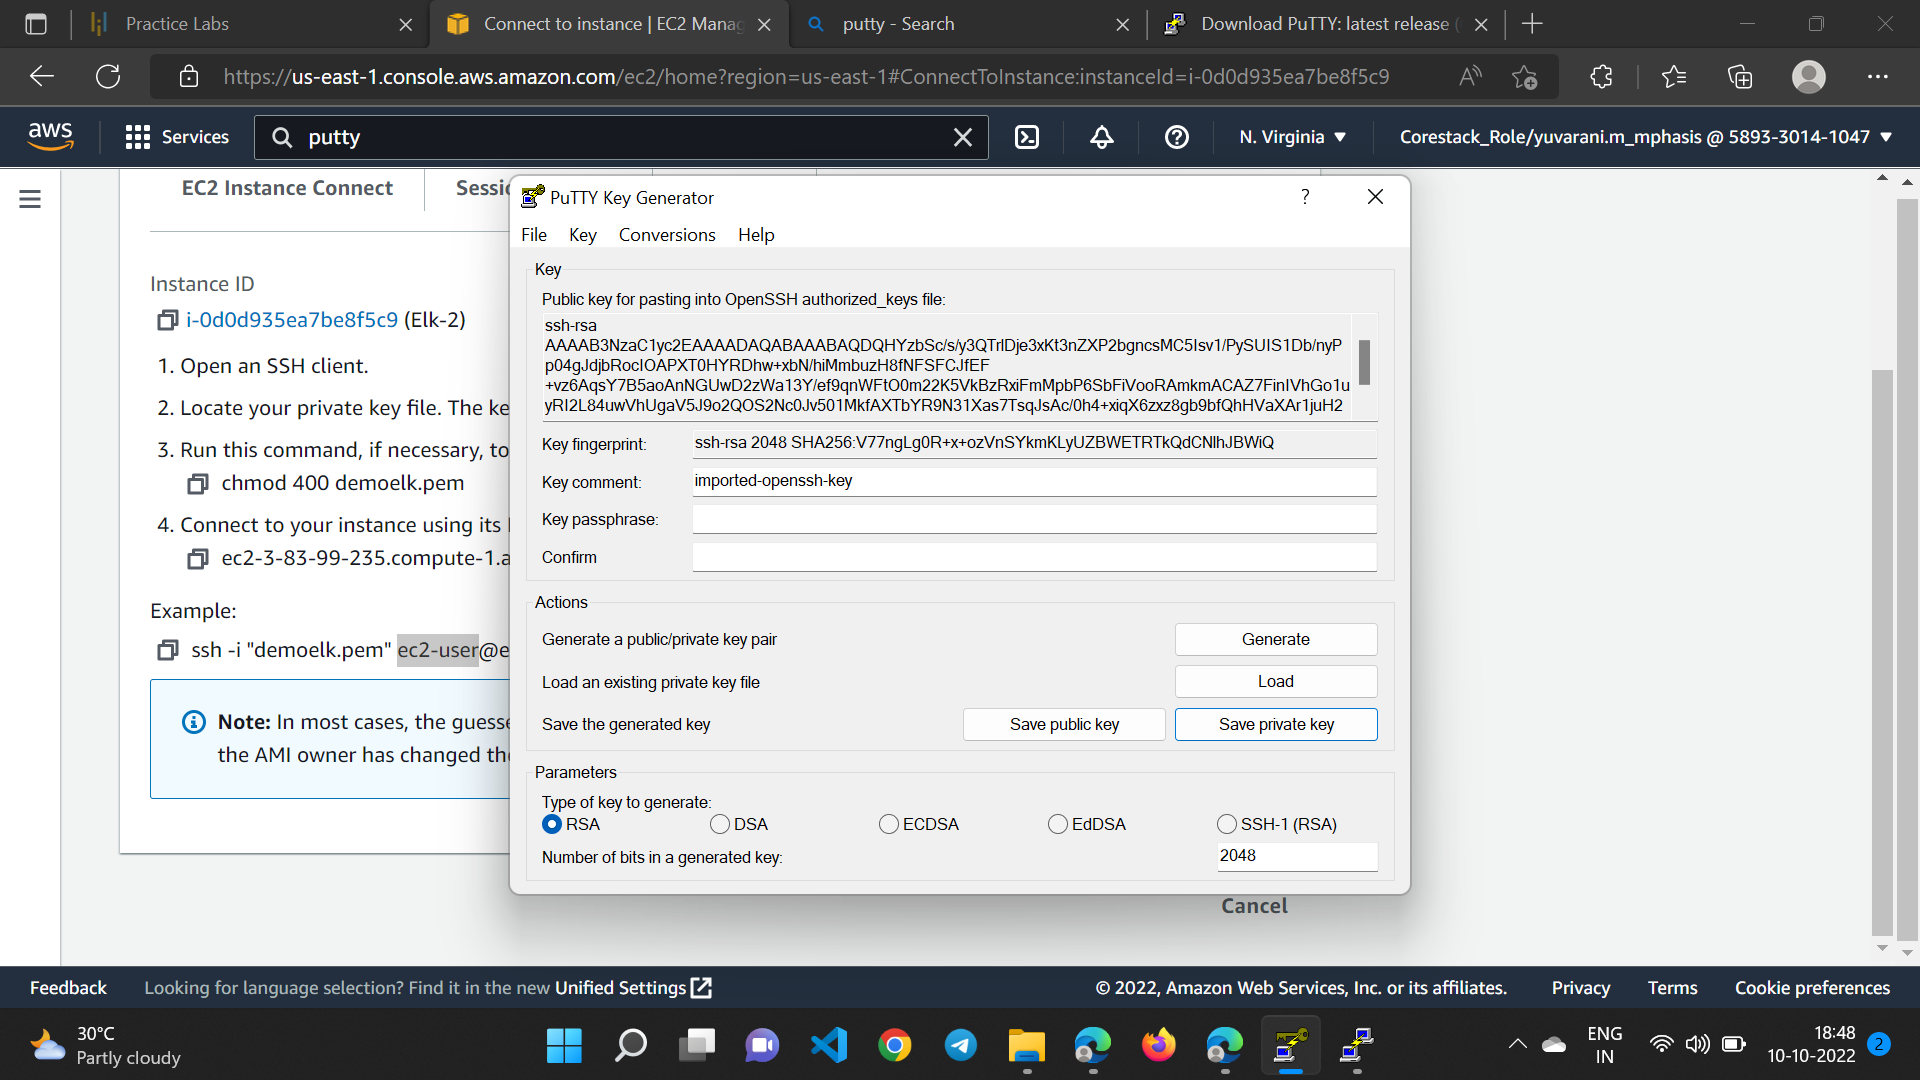 Practice Labs
Connect to instance | EC2 Manag
putty - Search
Download PuTTY: latest release (
https://us-east-1.console.aws.amazon.com/ec2/home?region=us-east-1#ConnectToInstance:instanceId=i-0d0d935ea7be8f5c9
aws
Services
putty
N. Virginia
Corestack_Role/yuvarani.m_mphasis @ 5893-3014-1047
EC2 Instance Connect
Sessi
Instance ID
i-0d0d935ea7be8f5c9 (Elk-2)
1. Open an SSH client.
2. Locate your private key file. The ke
3. Run this command, if necessary, to
chmod 400 demoelk.pem
4. Connect to your instance using its
ec2-3-83-99-235.compute-1.a
Example:
ssh -i "demoelk.pem" ec2-user@e
Note: In most cases, the guesse
the AMI owner has changed the
PuTTY Key Generator
?
File Key Conversions Help
Key
Public key for pasting into OpenSSH authorized_keys file:
ssh-rsa
AAAAB3NzaC1yc2EAAAADAQABAAABAQDQHYzbSc/s/y3QTrlDje3xKt3nZXP2bgncsMC5Isv1/PySUIS1Db/nyP
p04gJdjbRocIOAPXT0HYRDhw+xbN/hiMmbuzH8fNFSFCJfEF
+vz6AqsY7B5aoAnNGUwD2zWa13Y/ef9qnWFtO0m22K5VkBzRxiFmMpbP6SbFiVooRAmkmACAZ7FinIVhGo1u
yRI2L84uwVhUgaV5J9o2QOS2Nc0Jv501MkfAXTbYR9N31Xas7TsqJsAc/0h4+xiqX6zxz8gb9bfQhHVaXAr1juH2
Key fingerprint:
ssh-rsa 2048 SHA256:V77ngLg0R+x+ozVnSYkmKLyUZBWETRTkQdCNlhJBWiQ
Key comment:
imported-openssh-key
Key passphrase:
Confirm
Actions
Generate a public/private key pair
Generate
Load an existing private key file
Load
Save the generated key
Save public key
Save private key
Parameters
Type of key to generate:
RSA DSA ECDSA EdDSA SSH-1 (RSA)
Number of bits in a generated key:
2048
Cancel
Feedback
Looking for language selection? Find it in the new Unified Settings
© 2022, Amazon Web Services, Inc. or its affiliates.
Privacy
Terms
Cookie preferences
30°C
Partly cloudy
ENG
IN
18:48
10-10-2022
2